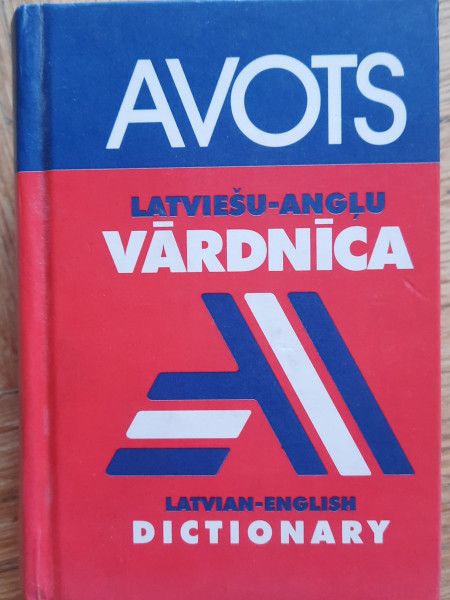 AVOTS
LATVIEŠU-ANGĻU
VĀRDNĪCA
LATVIAN-ENGLISH
DICTIONARY